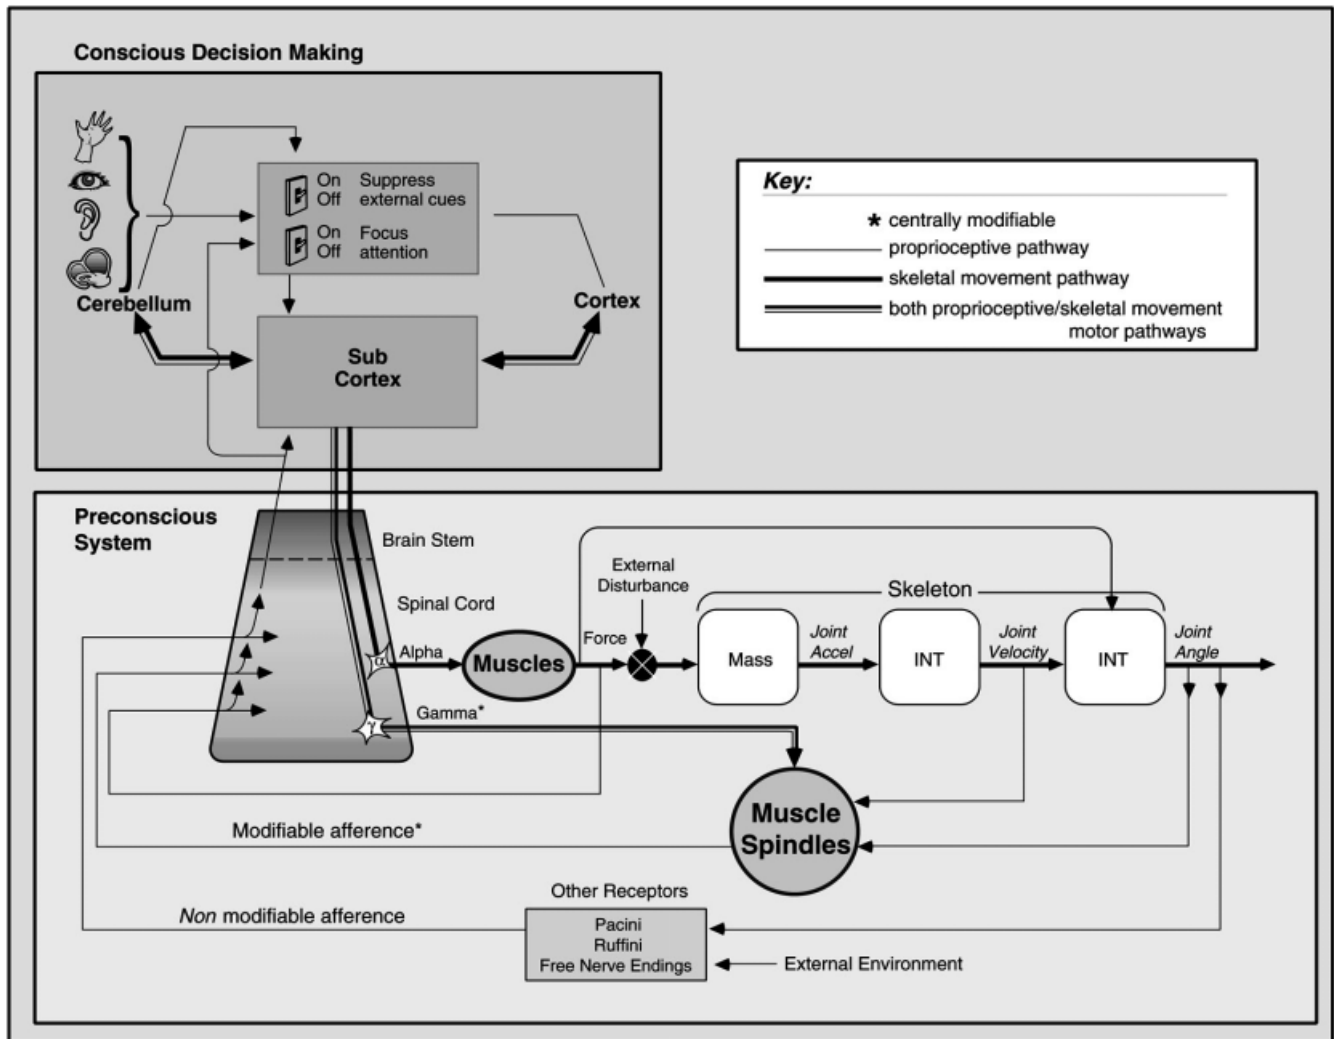 Conscious Decision Making
On Suppress
Off external cues
On Focus
Off attention
Cerebellum
Cortex
Sub
Cortex
Key:
* centrally modifiable
proprioceptive pathway
skeletal movement pathway
both proprioceptive/skeletal movement
motor pathways
Preconscious
System
Brain Stem
Spinal Cord
External
Disturbance
Skeleton
α
Alpha
Muscles
Force
Mass
Joint
Accel
INT
Joint
Velocity
INT
Joint
Angle
γ
Gamma*
Muscle
Spindles
Modifiable afference*
Other Receptors
Non modifiable afference
Pacini
Ruffini
Free Nerve Endings
External Environment